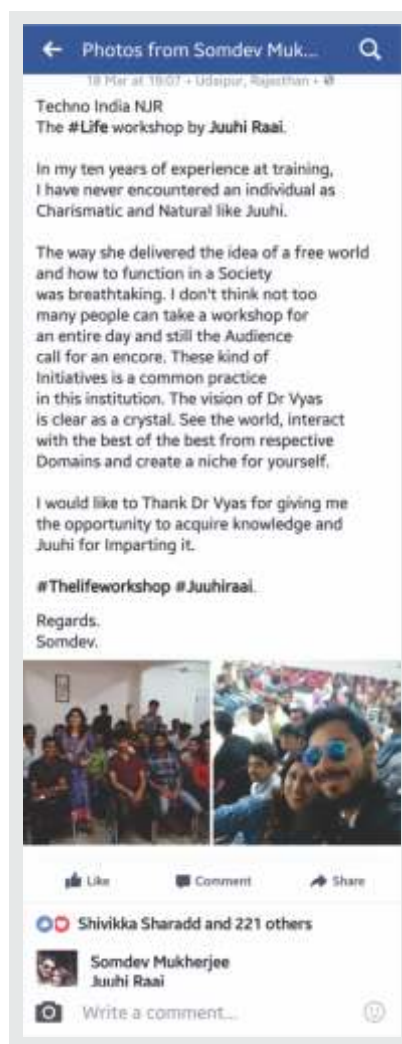 Photos from Somdev Muk...
18 Mar at 19:07 • Udaipur, Rajasthan •
Techno India NJR
The #Life workshop by Juuhi Raai.
In my ten years of experience at training,
I have never encountered an individual as
Charismatic and Natural like Juuhi.
The way she delivered the idea of a free world
and how to function in a Society
was breathtaking. I don't think not too
many people can take a workshop for
an entire day and still the Audience
call for an encore. These kind of
Initiatives is a common practice
in this institution. The vision of Dr Vyas
is clear as a crystal. See the world, interact
with the best of the best from respective
Domains and create a niche for yourself.
I would like to Thank Dr Vyas for giving me
the opportunity to acquire knowledge and
Juuhi for Imparting it.
#Thelifeworkshop #Juuhiraai.
Regards.
Somdev.
Like Comment Share
Shivikka Sharadd and 221 others
Somdev Mukherjee
Juuhi Raai
Write a comment...